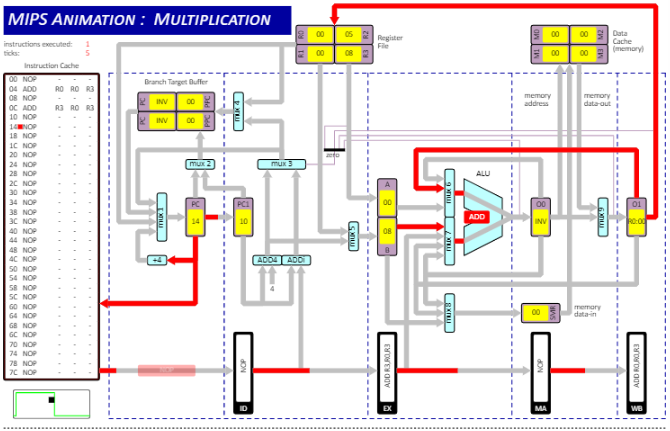 MIPS ANIMATION : MULTIPLICATION
instructions executed: 1
ticks: 5
Instruction Cache
00 NOP - - -
04 ADD R0 R0 R3
08 NOP - - -
0C ADD R3 R0 R3
10 NOP - - -
14 NOP - - -
18 NOP - - -
1C NOP - - -
20 NOP - - -
24 NOP - - -
28 NOP - - -
2C NOP - - -
30 NOP - - -
34 NOP - - -
38 NOP - - -
3C NOP - - -
40 NOP - - -
44 NOP - - -
48 NOP - - -
4C NOP - - -
50 NOP - - -
54 NOP - - -
58 NOP - - -
5C NOP - - -
60 NOP - - -
64 NOP - - -
68 NOP - - -
6C NOP - - -
70 NOP - - -
74 NOP - - -
78 NOP - - -
7C NOP - - -
R0 00 05 R2
R1 00 08 R3
Register
File
M0 00 00 M2
M1 00 00 M3
Data
Cache
(memory)
Branch Target Buffer
PC INV 00 PPC
PC INV 00 PPC
mux 4
memory
address
memory
data-out
zero
mux 2
mux 3
mux 1
PC
14
PC1
10
+4
ADD4
ADDi
4
mux 5
A
00
08
B
mux 6
mux 7
ALU
ADD
O0
INV
mux 9
O1
R0:00
mux 8
00 SMR
memory
data-in
NOP
NOP
ID
ADD R3,R0,R3
EX
NOP
MA
ADD R0,R0,R3
WB